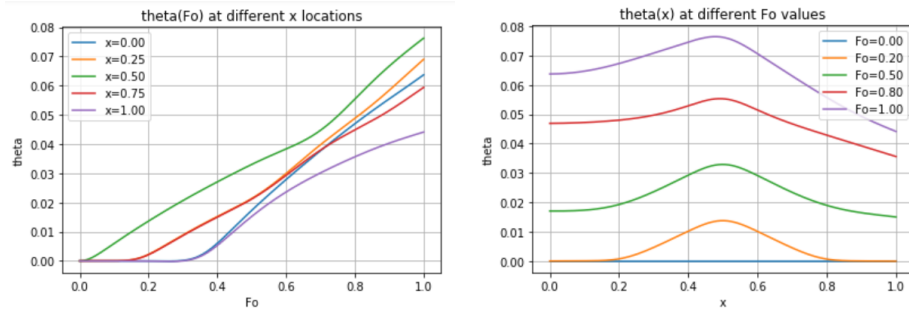 theta(Fo) at different x locations
0.08
0.07
0.06
0.05
0.04
0.03
0.02
0.01
0.00
theta
x=0.00
x=0.25
x=0.50
x=0.75
x=1.00
0.0 0.2 0.4 0.6 0.8 1.0
Fo
theta(x) at different Fo values
0.08
0.07
0.06
0.05
0.04
0.03
0.02
0.01
0.00
theta
Fo=0.00
Fo=0.20
Fo=0.50
Fo=0.80
Fo=1.00
0.0 0.2 0.4 0.6 0.8 1.0
x